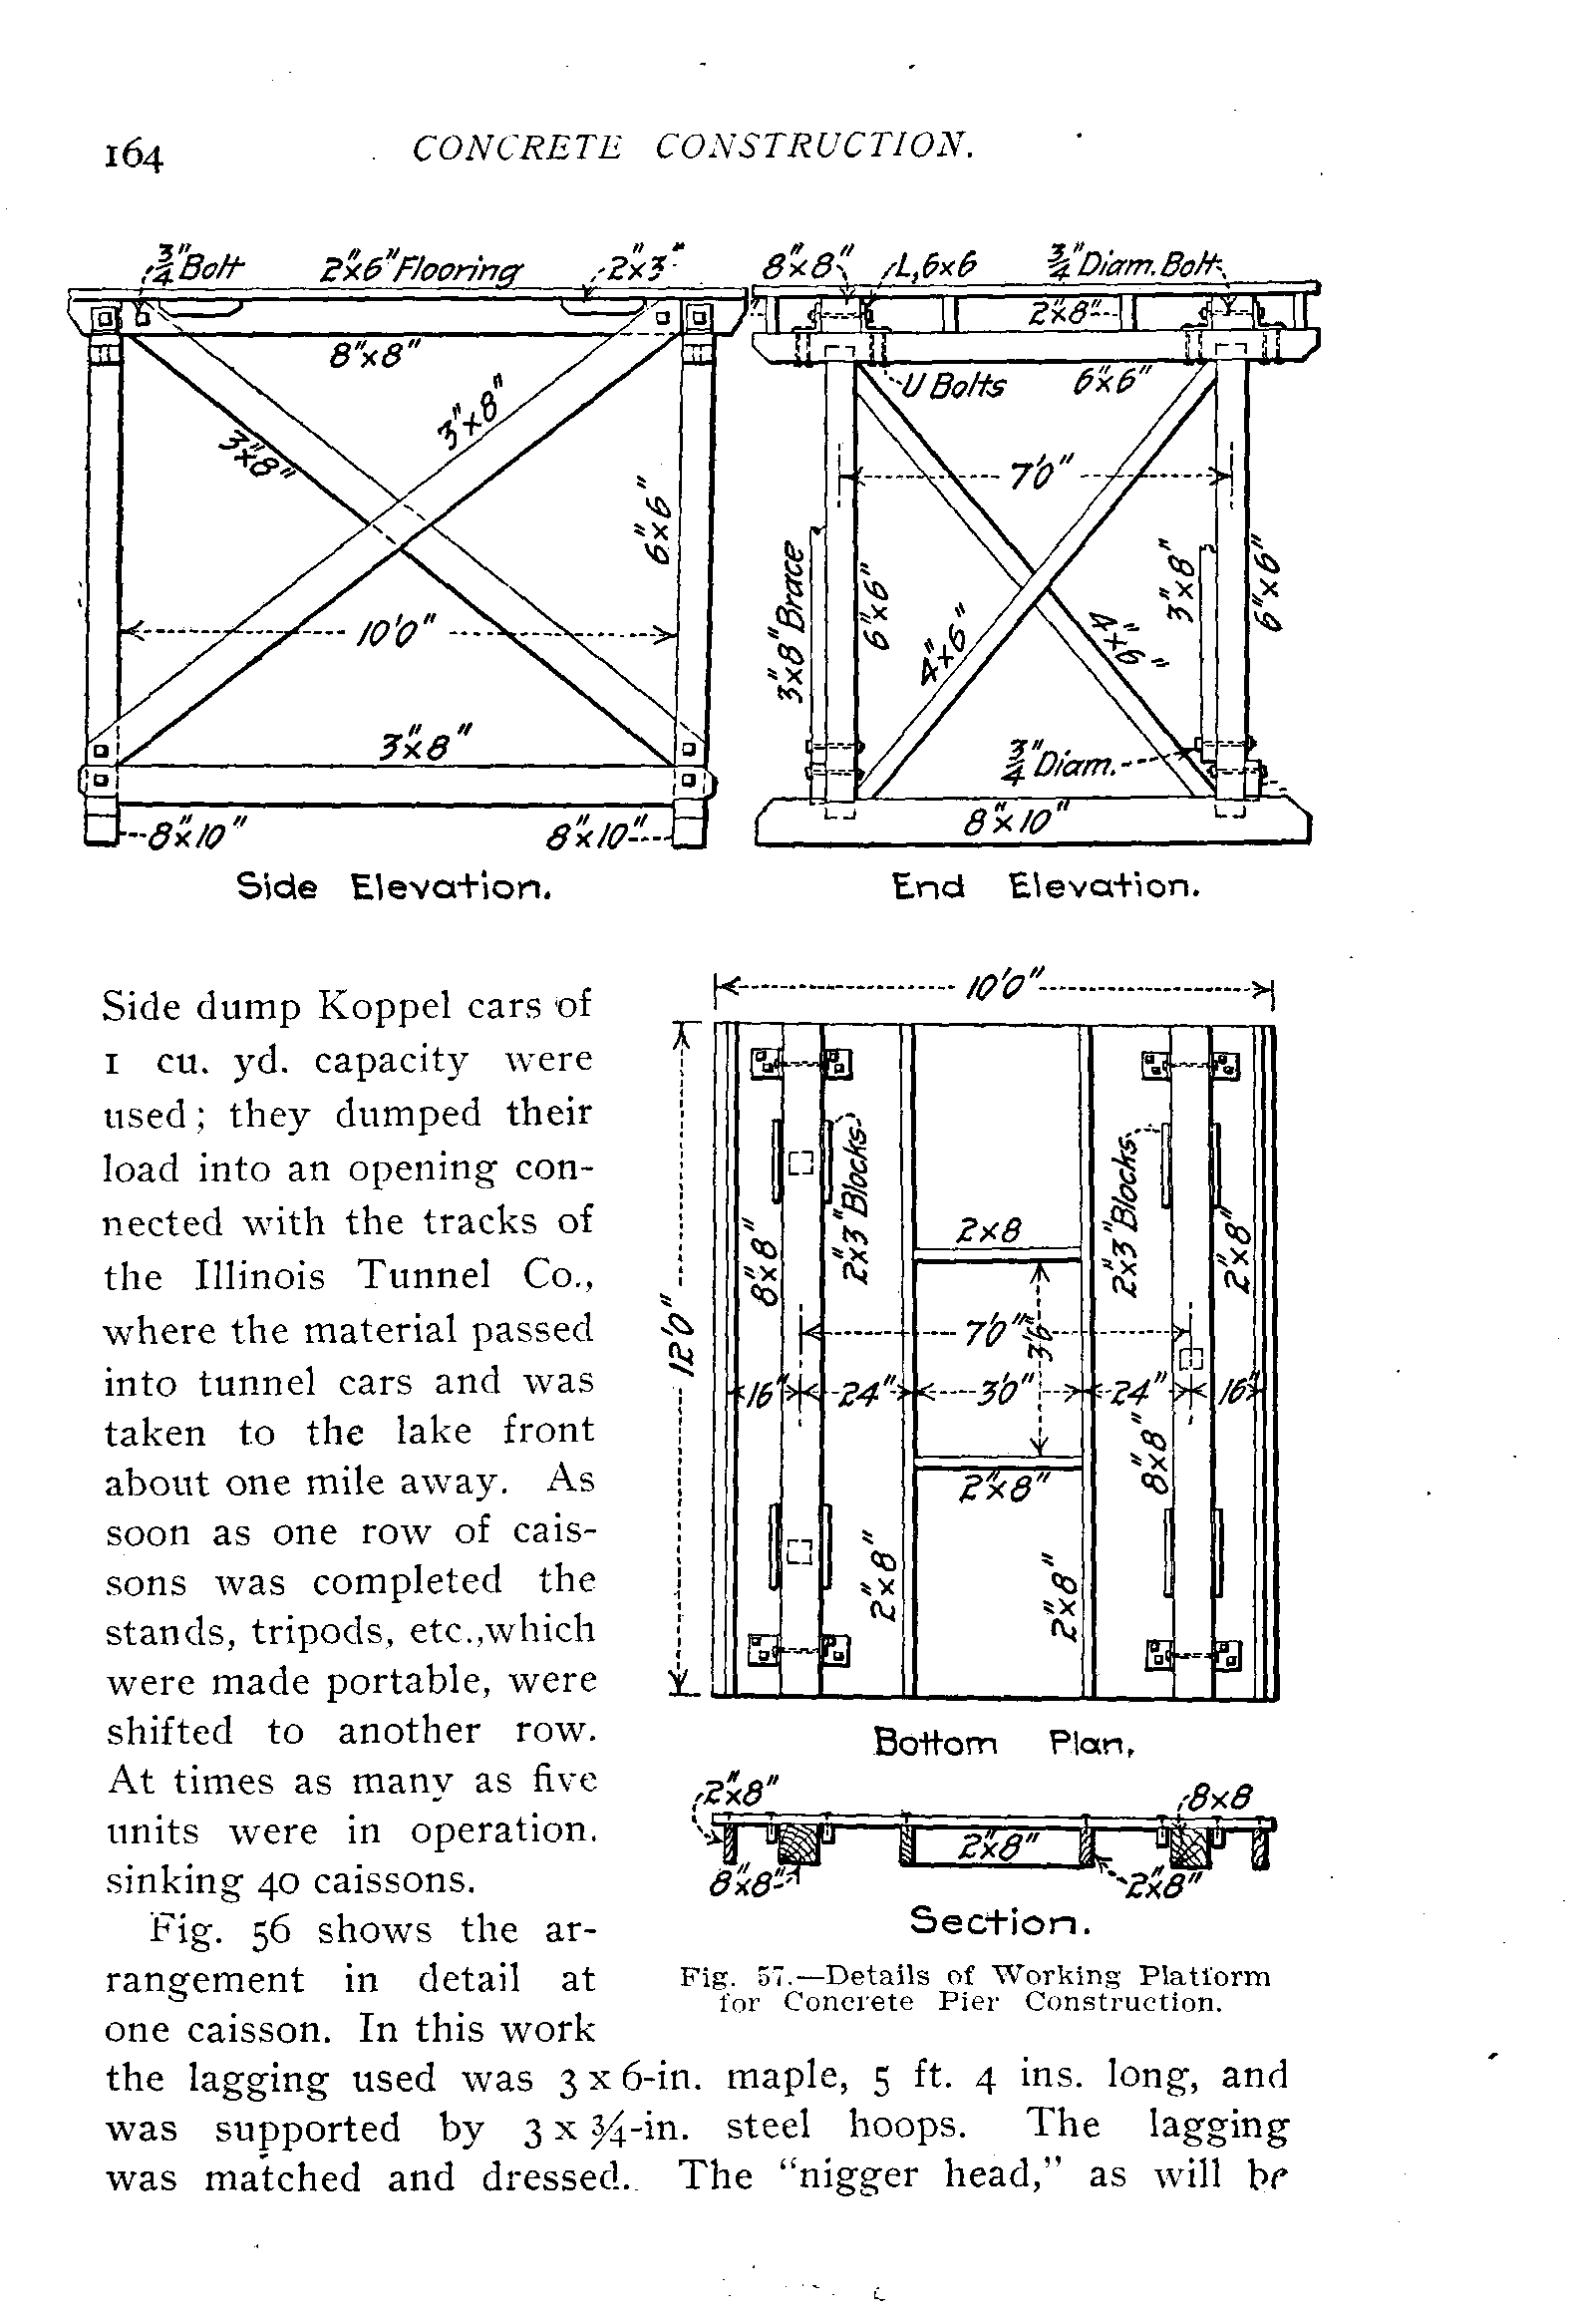 164 CONCRETE CONSTRUCTION.
3/4" Bolt 2"x6" Flooring 2"x3"
8"x8"
3"x8"
3"x8"
6"x6"
10'0"
3"x8"
8"x10" 8"x10"
Side Elevation.
8"x8" L,6x6 3/4" Diam. Bolt
2"x8"
U Bolts 6"x6"
7'0"
3"x8" Brace
6"x6"
4"x6"
4"x6"
3"x8"
6"x6"
3/4" Diam.
8"x10"
End Elevation.
Side dump Koppel cars of
1 cu. yd. capacity were
used; they dumped their
load into an opening con-
nected with the tracks of
the Illinois Tunnel Co.,
where the material passed
into tunnel cars and was
taken to the lake front
about one mile away. As
soon as one row of cais-
sons was completed the
stands, tripods, etc.,which
were made portable, were
shifted to another row.
At times as many as five
units were in operation.
sinking 40 caissons.
Fig. 56 shows the ar-
rangement in detail at
one caisson. In this work
10'0"
12'0"
8"x8"
2"x3" Blocks
2x8
2"x3" Blocks
2"x8"
7'0"
3'6"
16" 24" 3'0" 24" 16"
8"x8"
2"x8"
2"x8"
2"x8"
Bottom Plan,
2"x8" 8x8
2"x8"
8"x8" 2"x8"
Section.
Fig. 57.—Details of Working Platform
for Concrete Pier Construction.
the lagging used was 3 x 6-in. maple, 5 ft. 4 ins. long, and
was supported by 3 x 3/4-in. steel hoops. The lagging
was matched and dressed. The "nigger head," as will be